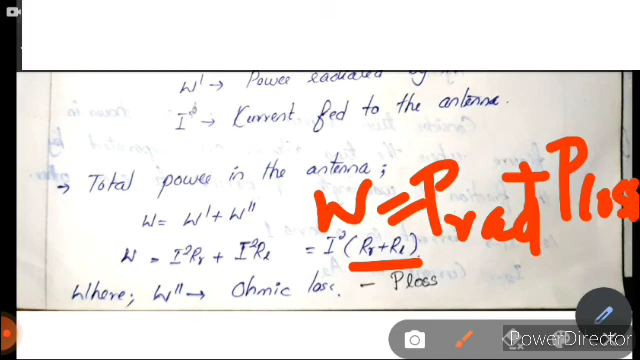 W' → Power radiated by
I → Current fed to the antenna.
→ Total power in the antenna;
W = W' + W''
W = I²Rr + I²Rl = I²(Rr+Rl)
Where; W'' → Ohmic loss. - Ploss
W = Prad + Ploss
PowerDirector